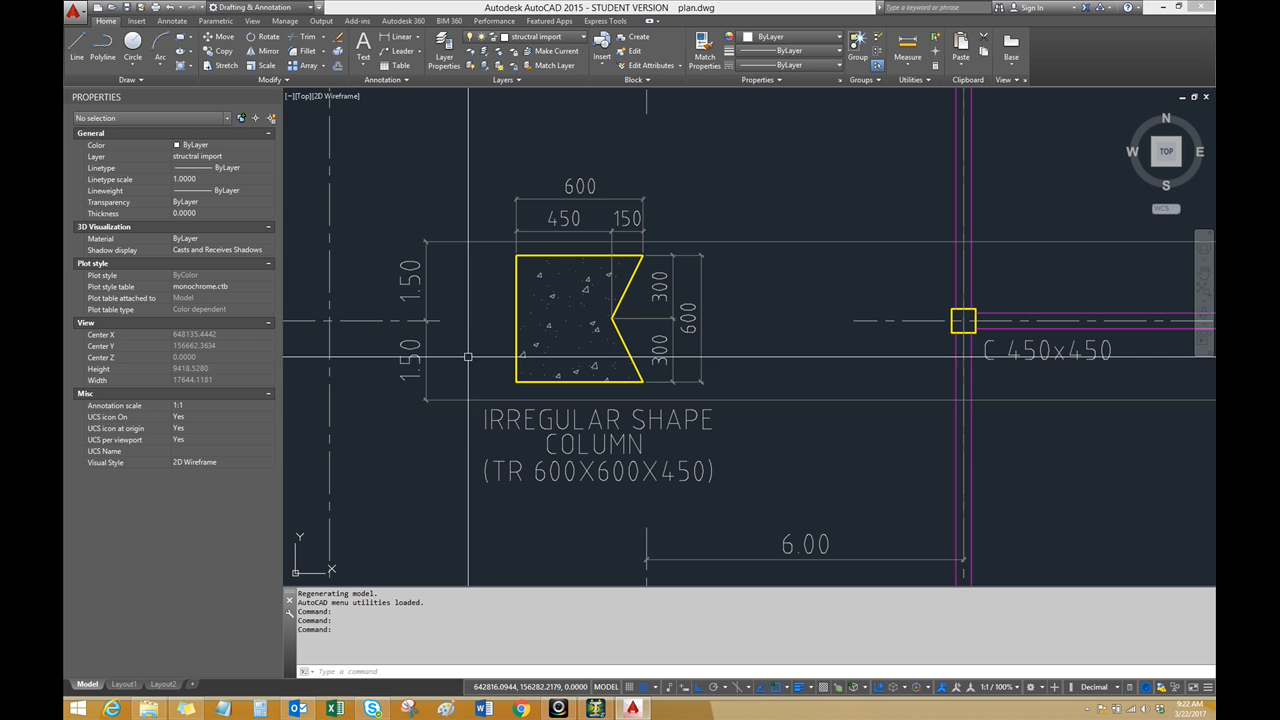 Drafting & Annotation
Autodesk AutoCAD 2015 - STUDENT VERSION plan.dwg
Type a keyword or phrase
Sign In
Home Insert Annotate Parametric View Manage Output Add-ins Autodesk 360 BIM 360 Performance Featured Apps Express Tools
Line Polyline Circle Arc
Move Rotate Trim
Copy Mirror Fillet
Stretch Scale Array
Text
Linear
Leader
Table
Layer Properties
structral import
Make Current
Match Layer
Insert
Create
Edit
Edit Attributes
Match Properties
ByLayer
ByLayer
ByLayer
Group
Measure
Paste
Base
Draw Modify Annotation Layers Block Properties Groups Utilities Clipboard View
PROPERTIES
No selection
General
Color ByLayer
Layer structral import
Linetype ByLayer
Linetype scale 1.0000
Lineweight ByLayer
Transparency ByLayer
Thickness 0.0000
3D Visualization
Material ByLayer
Shadow display Casts and Receives Shadows
Plot style
Plot style ByColor
Plot style table monochrome.ctb
Plot table attached to Model
Plot table type Color dependent
View
Center X 648135.4442
Center Y 156662.3634
Center Z 0.0000
Height 9418.5280
Width 17644.1181
Misc
Annotation scale 1:1
UCS icon On Yes
UCS icon at origin Yes
UCS per viewport Yes
UCS Name
Visual Style 2D Wireframe
[−][Top][2D Wireframe]
N
W TOP E
S
WCS
600
450 150
1.50
1.50
300
300
600
C 450x450
IRREGULAR SHAPE
COLUMN
(TR 600X600X450)
6.00
Y
X
Regenerating model.
AutoCAD menu utilities loaded.
Command:
Command:
Command:
Type a command
Model Layout1 Layout2 +
642816.0944, 156282.2179, 0.0000 MODEL
1:1 / 100%
Decimal
9:22 AM
3/22/2017